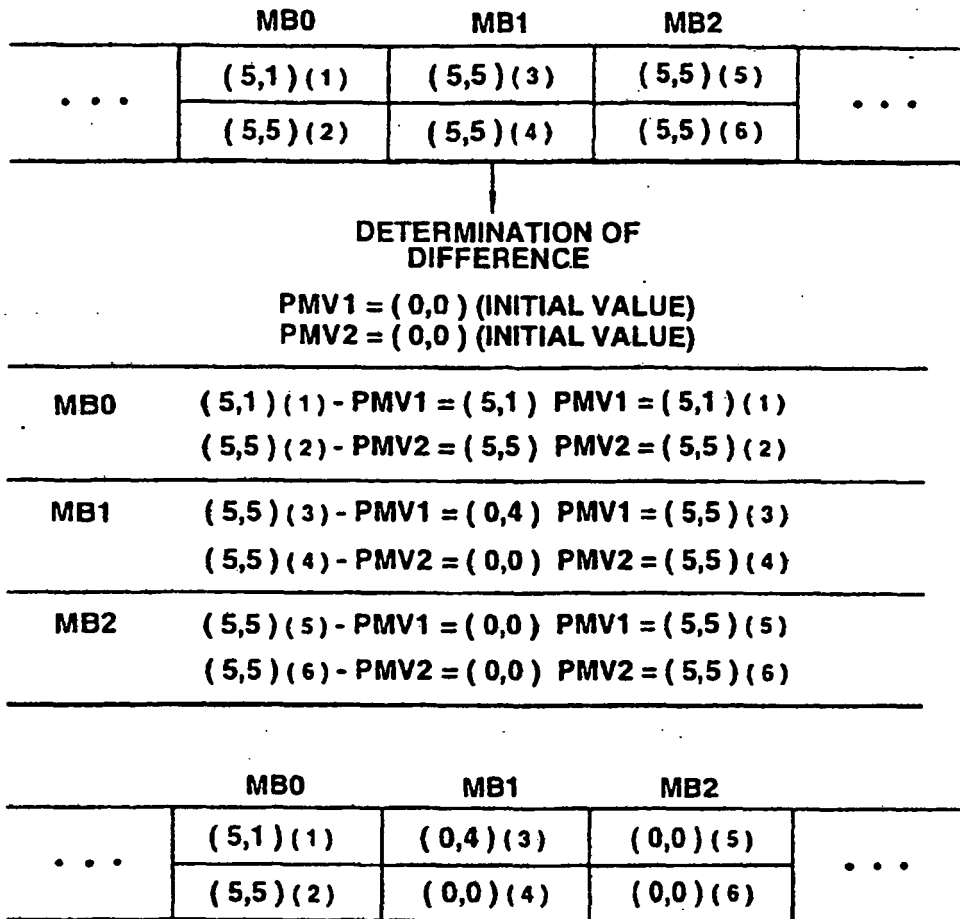 MB0 MB1 MB2
• • • (5,1)(1) (5,5)(3) (5,5)(5) • • •
(5,5)(2) (5,5)(4) (5,5)(6)
DETERMINATION OF
DIFFERENCE
PMV1 = (0,0) (INITIAL VALUE)
PMV2 = (0,0) (INITIAL VALUE)
MB0 (5,1)(1) - PMV1 = (5,1) PMV1 = (5,1)(1)
(5,5)(2) - PMV2 = (5,5) PMV2 = (5,5)(2)
MB1 (5,5)(3) - PMV1 = (0,4) PMV1 = (5,5)(3)
(5,5)(4) - PMV2 = (0,0) PMV2 = (5,5)(4)
MB2 (5,5)(5) - PMV1 = (0,0) PMV1 = (5,5)(5)
(5,5)(6) - PMV2 = (0,0) PMV2 = (5,5)(6)
MB0 MB1 MB2
• • • (5,1)(1) (0,4)(3) (0,0)(5) • • •
(5,5)(2) (0,0)(4) (0,0)(6)